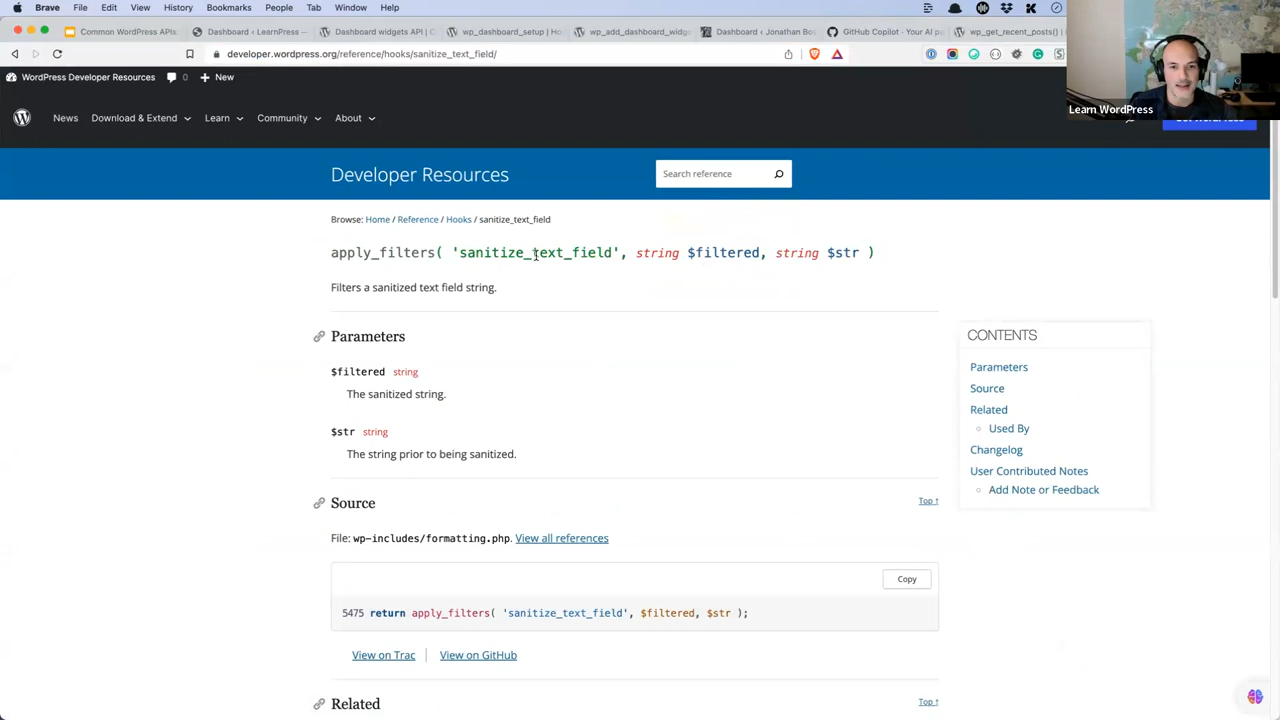 Brave File Edit View History Bookmarks People Tab Window Help
Common WordPress APIs
Dashboard ‹ LearnPress —
Dashboard widgets API | C
wp_dashboard_setup | Ho
wp_add_dashboard_widg
Dashboard ‹ Jonathan Bos
GitHub Copilot · Your AI p
wp_get_recent_posts() |
developer.wordpress.org/reference/hooks/sanitize_text_field/
WordPress Developer Resources 0 New
Learn WordPress
News Download & Extend Learn Community About
Developer Resources
Search reference
Browse: Home / Reference / Hooks / sanitize_text_field
apply_filters( 'sanitize_text_field', string $filtered, string $str )
Filters a sanitized text field string.
Parameters
$filtered string
The sanitized string.
$str string
The string prior to being sanitized.
Source
Top ↑
File: wp-includes/formatting.php. View all references
Copy
5475 return apply_filters( 'sanitize_text_field', $filtered, $str );
View on Trac
View on GitHub
Related
Top ↑
CONTENTS
Parameters
Source
Related
Used By
Changelog
User Contributed Notes
Add Note or Feedback